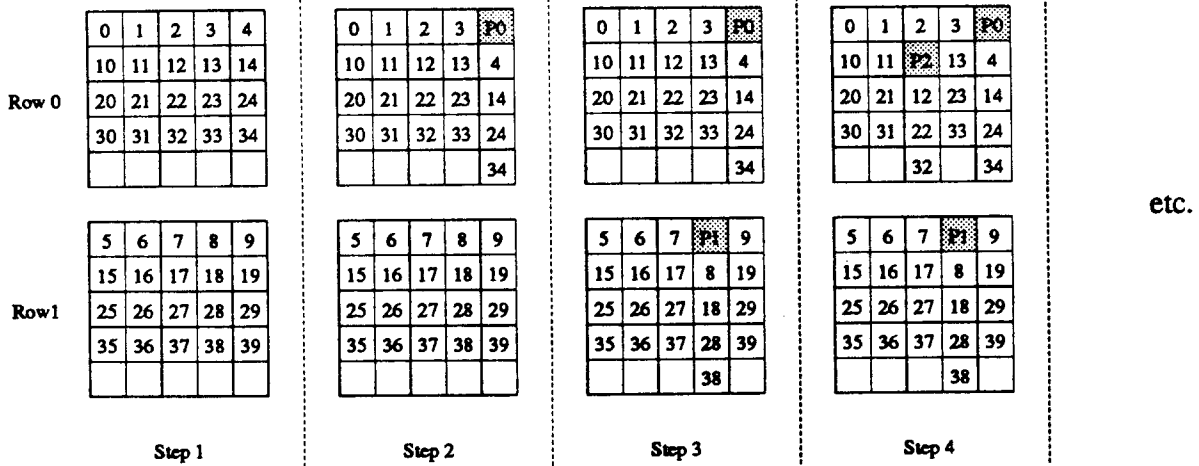 0 1 2 3 4 0 1 2 3 P0 0 1 2 3 P0 0 1 2 3 P0
10 11 12 13 14 10 11 12 13 4 10 11 12 13 4 10 11 P2 13 4
Row 0 20 21 22 23 24 20 21 22 23 14 20 21 22 23 14 20 21 12 23 14
30 31 32 33 34 30 31 32 33 24 30 31 32 33 24 30 31 22 33 24
34 34 32 34
etc.
5 6 7 8 9 5 6 7 8 9 5 6 7 P1 9 5 6 7 P1 9
15 16 17 18 19 15 16 17 18 19 15 16 17 8 19 15 16 17 8 19
Row1 25 26 27 28 29 25 26 27 28 29 25 26 27 18 29 25 26 27 18 29
35 36 37 38 39 35 36 37 38 39 35 36 37 28 39 35 36 37 28 39
38 38
Step 1 Step 2 Step 3 Step 4